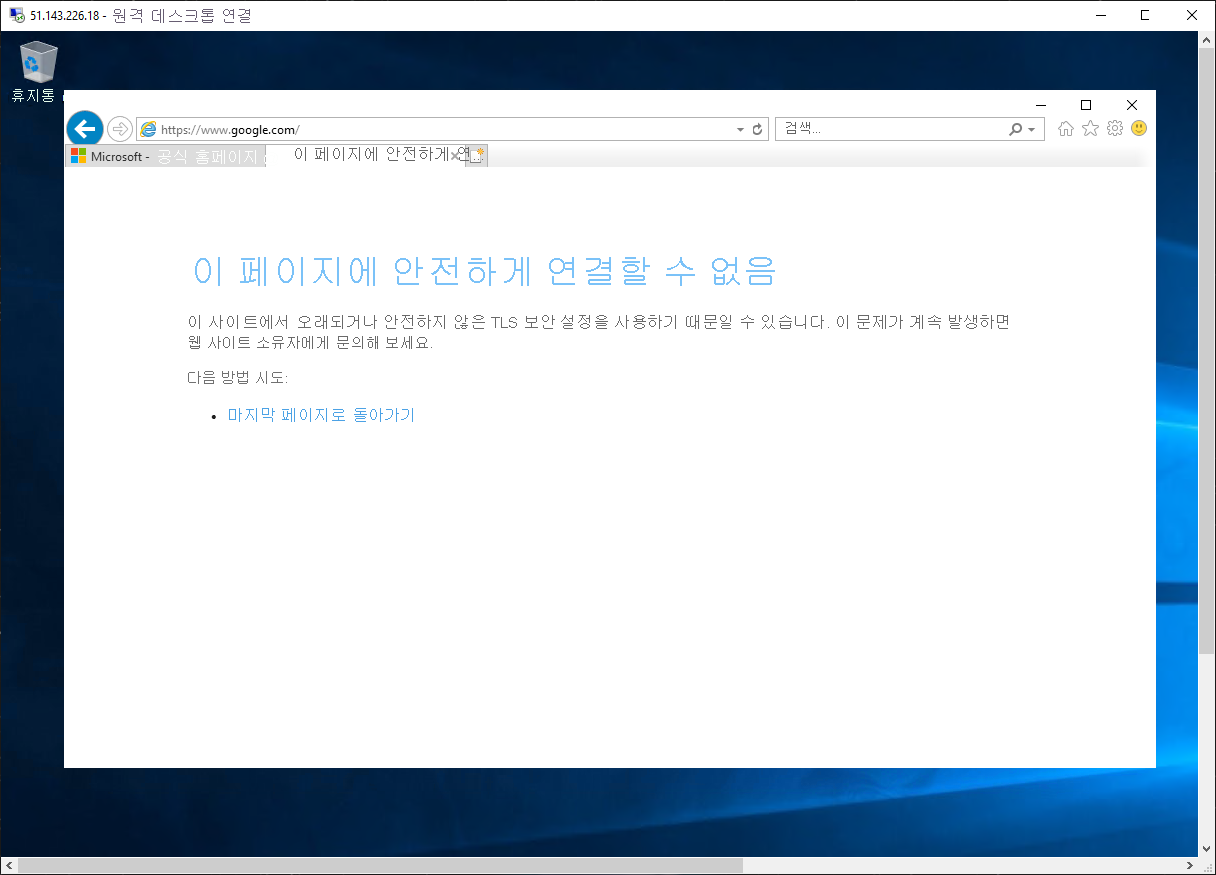 51.143.226.18 - 원격 데스크톱 연결
휴지통
https://www.google.com/
검색...
Microsoft - 공식 홈페이지
이 페이지에 안전하게 연
이 페이지에 안전하게 연결할 수 없음
이 사이트에서 오래되거나 안전하지 않은 TLS 보안 설정을 사용하기 때문일 수 있습니다. 이 문제가 계속 발생하면
웹 사이트 소유자에게 문의해 보세요.
다음 방법 시도:
• 마지막 페이지로 돌아가기